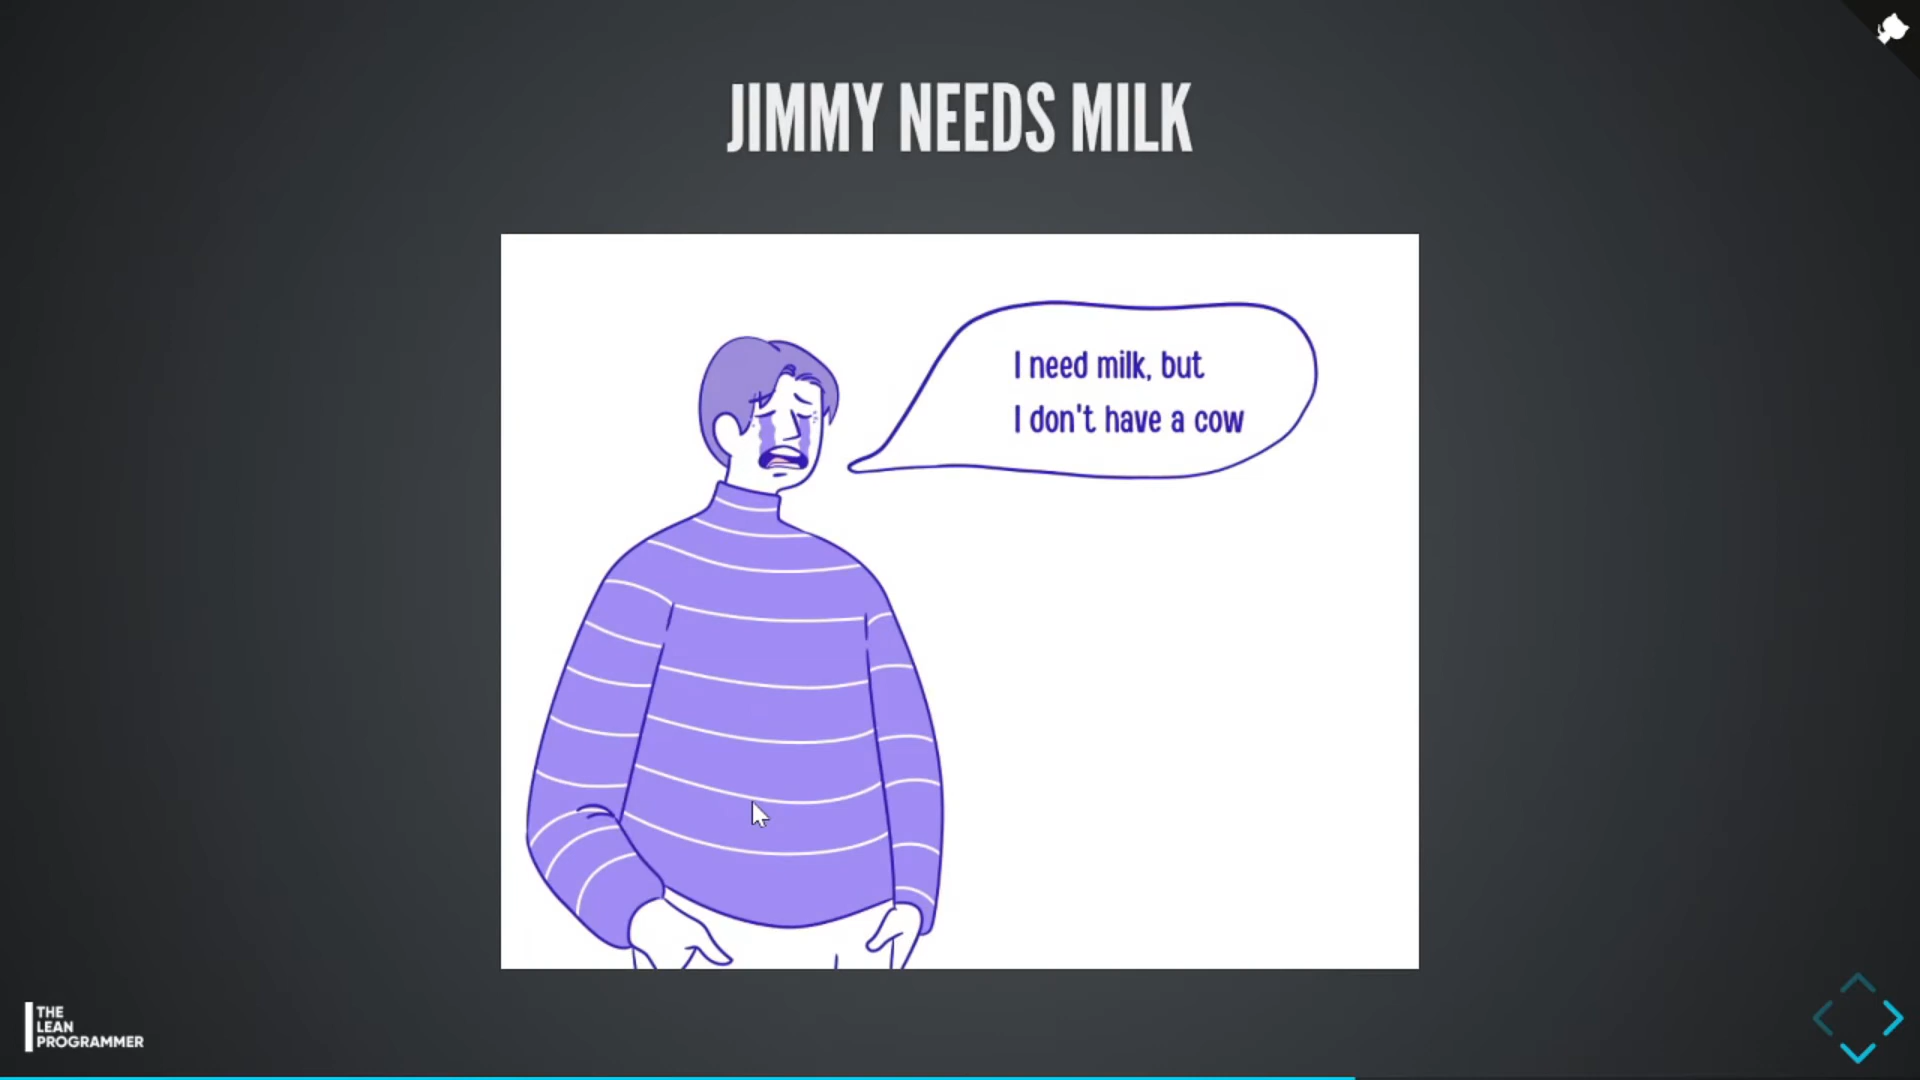 JIMMY NEEDS MILK
I need milk, but
I don't have a cow
THE
LEAN
PROGRAMMER